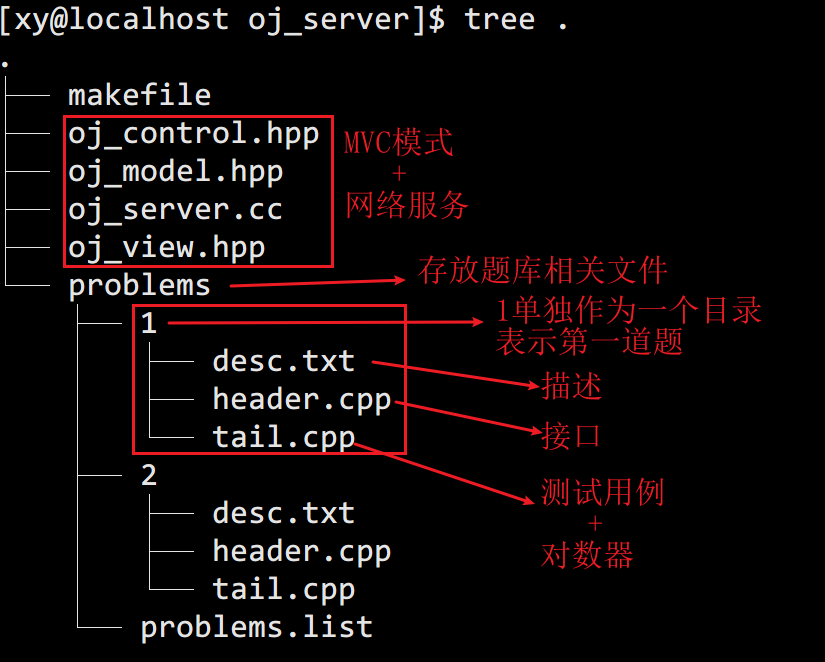 [xy@localhost oj_server]$ tree .
.
makefile
oj_control.hpp
oj_model.hpp
oj_server.cc
oj_view.hpp
MVC模式
+
网络服务
problems
存放题库相关文件
1
1单独作为一个目录
表示第一道题
desc.txt
描述
header.cpp
接口
tail.cpp
测试用例
+
对数器
2
desc.txt
header.cpp
tail.cpp
problems.list